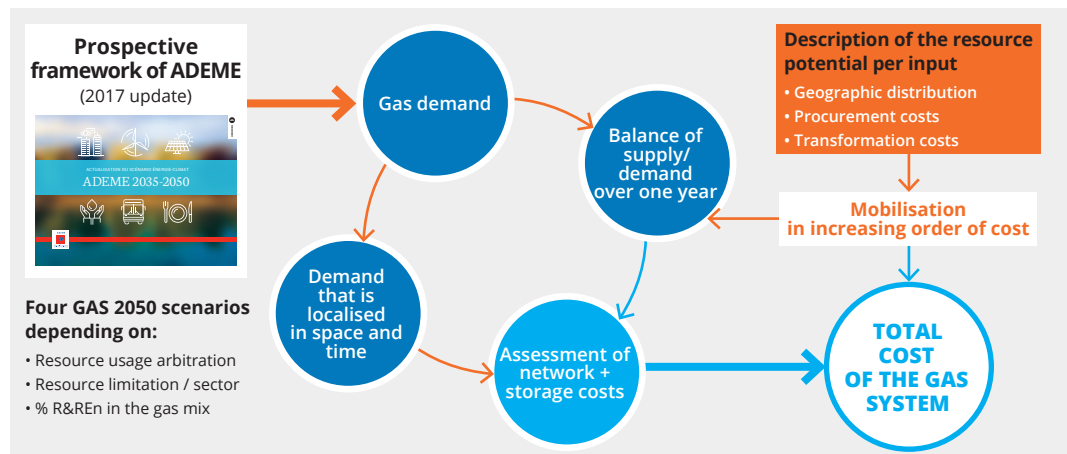 Prospective
framework of ADEME
(2017 update)
ACTUALISATION DU SCÉNARIO ÉNERGIE-CLIMAT
ADEME 2035-2050
Four GAS 2050 scenarios
depending on:
• Resource usage arbitration
• Resource limitation / sector
• % R&REn in the gas mix
Gas demand
Balance of
supply/
demand
over one year
Demand
that is
localised
in space and
time
Assessment of
network +
storage costs
Description of the resource
potential per input
• Geographic distribution
• Procurement costs
• Transformation costs
Mobilisation
in increasing order of cost
TOTAL
COST
OF THE GAS
SYSTEM